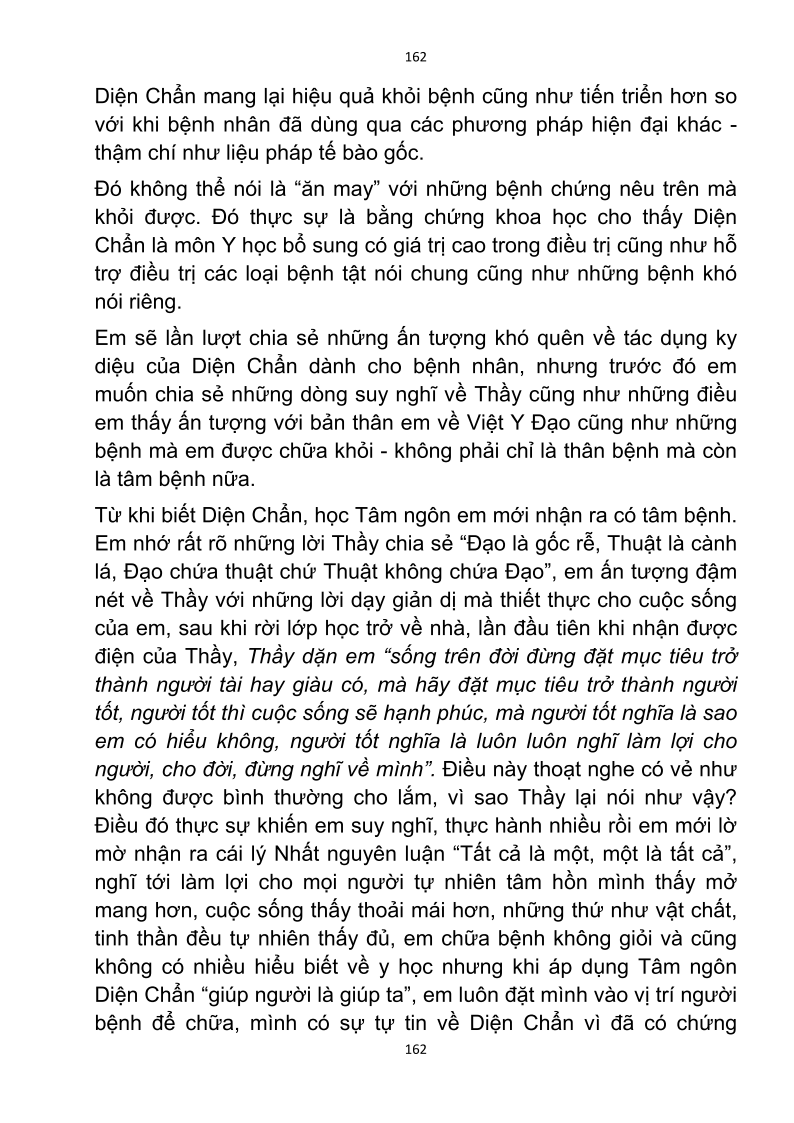 162
Diện Chẩn mang lại hiệu quả khỏi bệnh cũng như tiến triển hơn so
với khi bệnh nhân đã dùng qua các phương pháp hiện đại khác -
thậm chí như liệu pháp tế bào gốc.
Đó không thể nói là “ăn may” với những bệnh chứng nêu trên mà
khỏi được. Đó thực sự là bằng chứng khoa học cho thấy Diện
Chẩn là môn Y học bổ sung có giá trị cao trong điều trị cũng như hỗ
trợ điều trị các loại bệnh tật nói chung cũng như những bệnh khó
nói riêng.
Em sẽ lần lượt chia sẻ những ấn tượng khó quên về tác dụng kỳ
diệu của Diện Chẩn dành cho bệnh nhân, nhưng trước đó em
muốn chia sẻ những dòng suy nghĩ về Thầy cũng như những điều
em thấy ấn tượng với bản thân em về Việt Y Đạo cũng như những
bệnh mà em được chữa khỏi - không phải chỉ là thân bệnh mà còn
là tâm bệnh nữa.
Từ khi biết Diện Chẩn, học Tâm ngôn em mới nhận ra có tâm bệnh.
Em nhớ rất rõ những lời Thầy chia sẻ “Đạo là gốc rễ, Thuật là cành
lá, Đạo chứa thuật chứ Thuật không chứa Đạo”, em ấn tượng đậm
nét về Thầy với những lời dạy giản dị mà thiết thực cho cuộc sống
của em, sau khi rời lớp học trở về nhà, lần đầu tiên khi nhận được
điện của Thầy, Thầy dặn em “sống trên đời đừng đặt mục tiêu trở
thành người tài hay giàu có, mà hãy đặt mục tiêu trở thành người
tốt, người tốt thì cuộc sống sẽ hạnh phúc, mà người tốt nghĩa là sao
em có hiểu không, người tốt nghĩa là luôn luôn nghĩ làm lợi cho
người, cho đời, đừng nghĩ về mình”. Điều này thoạt nghe có vẻ như
không được bình thường cho lắm, vì sao Thầy lại nói như vậy?
Điều đó thực sự khiến em suy nghĩ, thực hành nhiều rồi em mới lờ
mờ nhận ra cái lý Nhất nguyên luận “Tất cả là một, một là tất cả”,
nghĩ tới làm lợi cho mọi người tự nhiên tâm hồn mình thấy mở
mang hơn, cuộc sống thấy thoải mái hơn, những thứ như vật chất,
tinh thần đều tự nhiên thấy đủ, em chữa bệnh không giỏi và cũng
không có nhiều hiểu biết về y học nhưng khi áp dụng Tâm ngôn
Diện Chẩn “giúp người là giúp ta”, em luôn đặt mình vào vị trí người
bệnh để chữa, mình có sự tự tin về Diện Chẩn vì đã có chứng
162